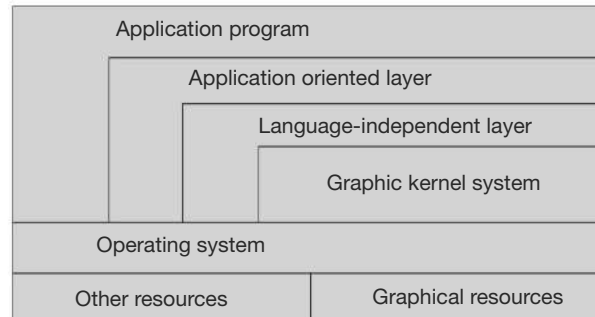 Application program
Application oriented layer
Language-independent layer
Graphic kernel system
Operating system
Other resources
Graphical resources